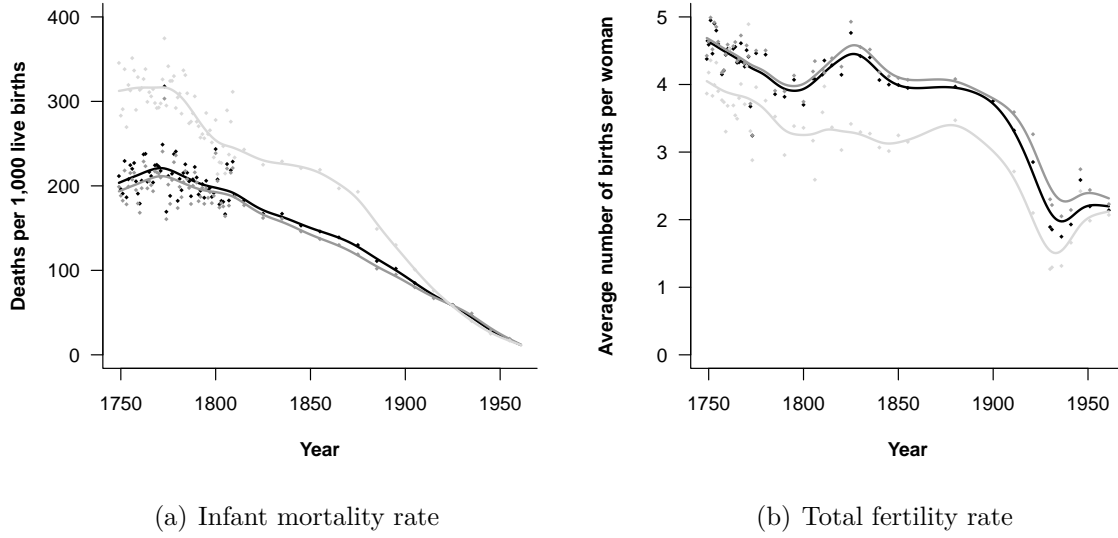 400
300
200
100
0
1750 1800 1850 1900 1950
Year
Deaths per 1,000 live births
(a) Infant mortality rate
5
4
3
2
1
0
1750 1800 1850 1900 1950
Year
Average number of births per woman
(b) Total fertility rate